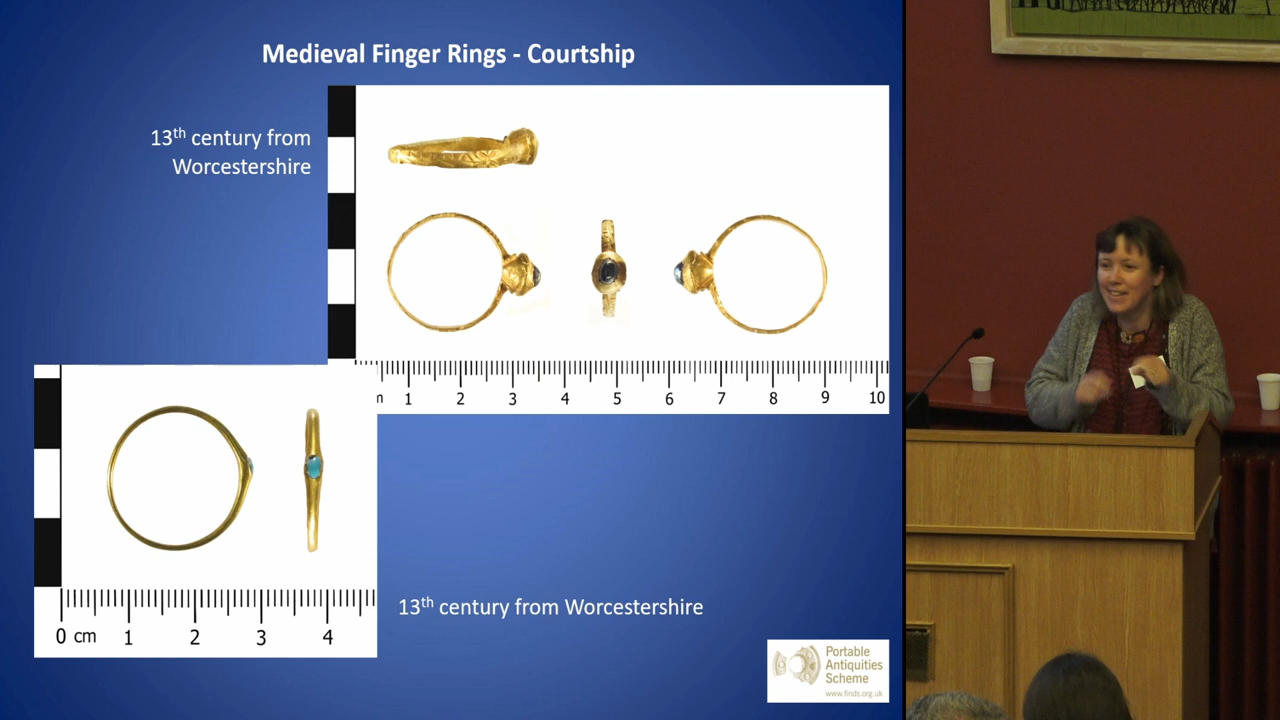 Medieval Finger Rings - Courtship
13th century from
Worcestershire
1 2 3 4 5 6 7 8 9 10
0 cm 1 2 3 4
13th century from Worcestershire
Portable
Antiquities
Scheme
www.finds.org.uk